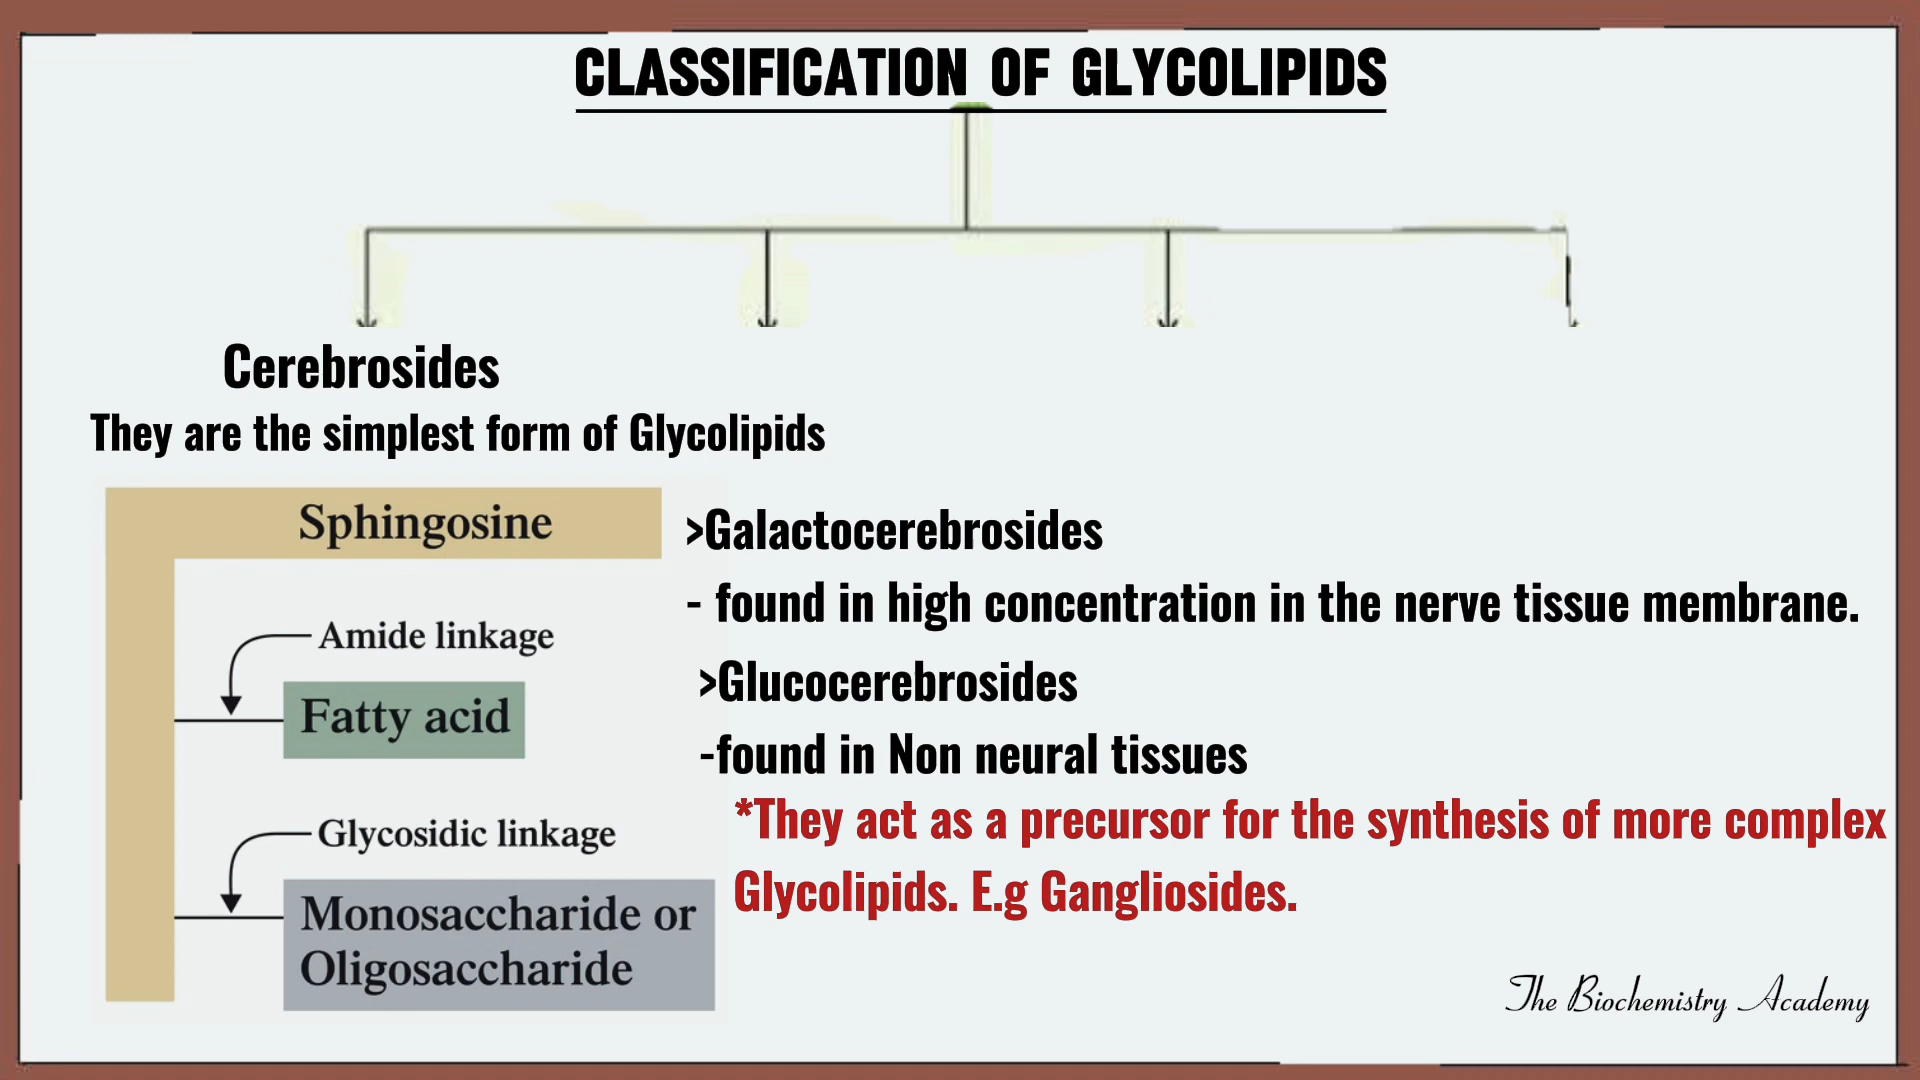 CLASSIFICATION OF GLYCOLIPIDS
Cerebrosides
They are the simplest form of Glycolipids
Sphingosine
Amide linkage
Fatty acid
Glycosidic linkage
Monosaccharide or
Oligosaccharide
>Galactocerebrosides
- found in high concentration in the nerve tissue membrane.
>Glucocerebrosides
-found in Non neural tissues
*They act as a precursor for the synthesis of more complex
Glycolipids. E.g Gangliosides.
The Biochemistry Academy